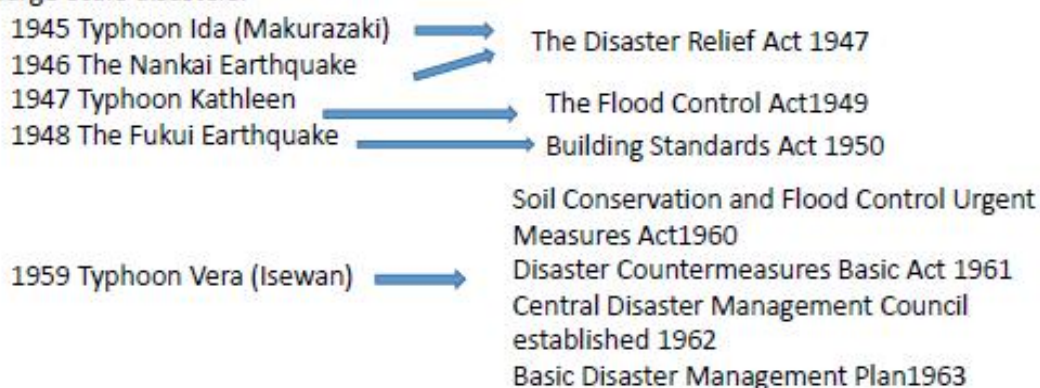 1945 Typhoon Ida (Makurazaki)
1946 The Nankai Earthquake
The Disaster Relief Act 1947
1947 Typhoon Kathleen
1948 The Fukui Earthquake
The Flood Control Act1949
Building Standards Act 1950
1959 Typhoon Vera (Isewan)
Soil Conservation and Flood Control Urgent
Measures Act1960
Disaster Countermeasures Basic Act 1961
Central Disaster Management Council
established 1962
Basic Disaster Management Plan1963